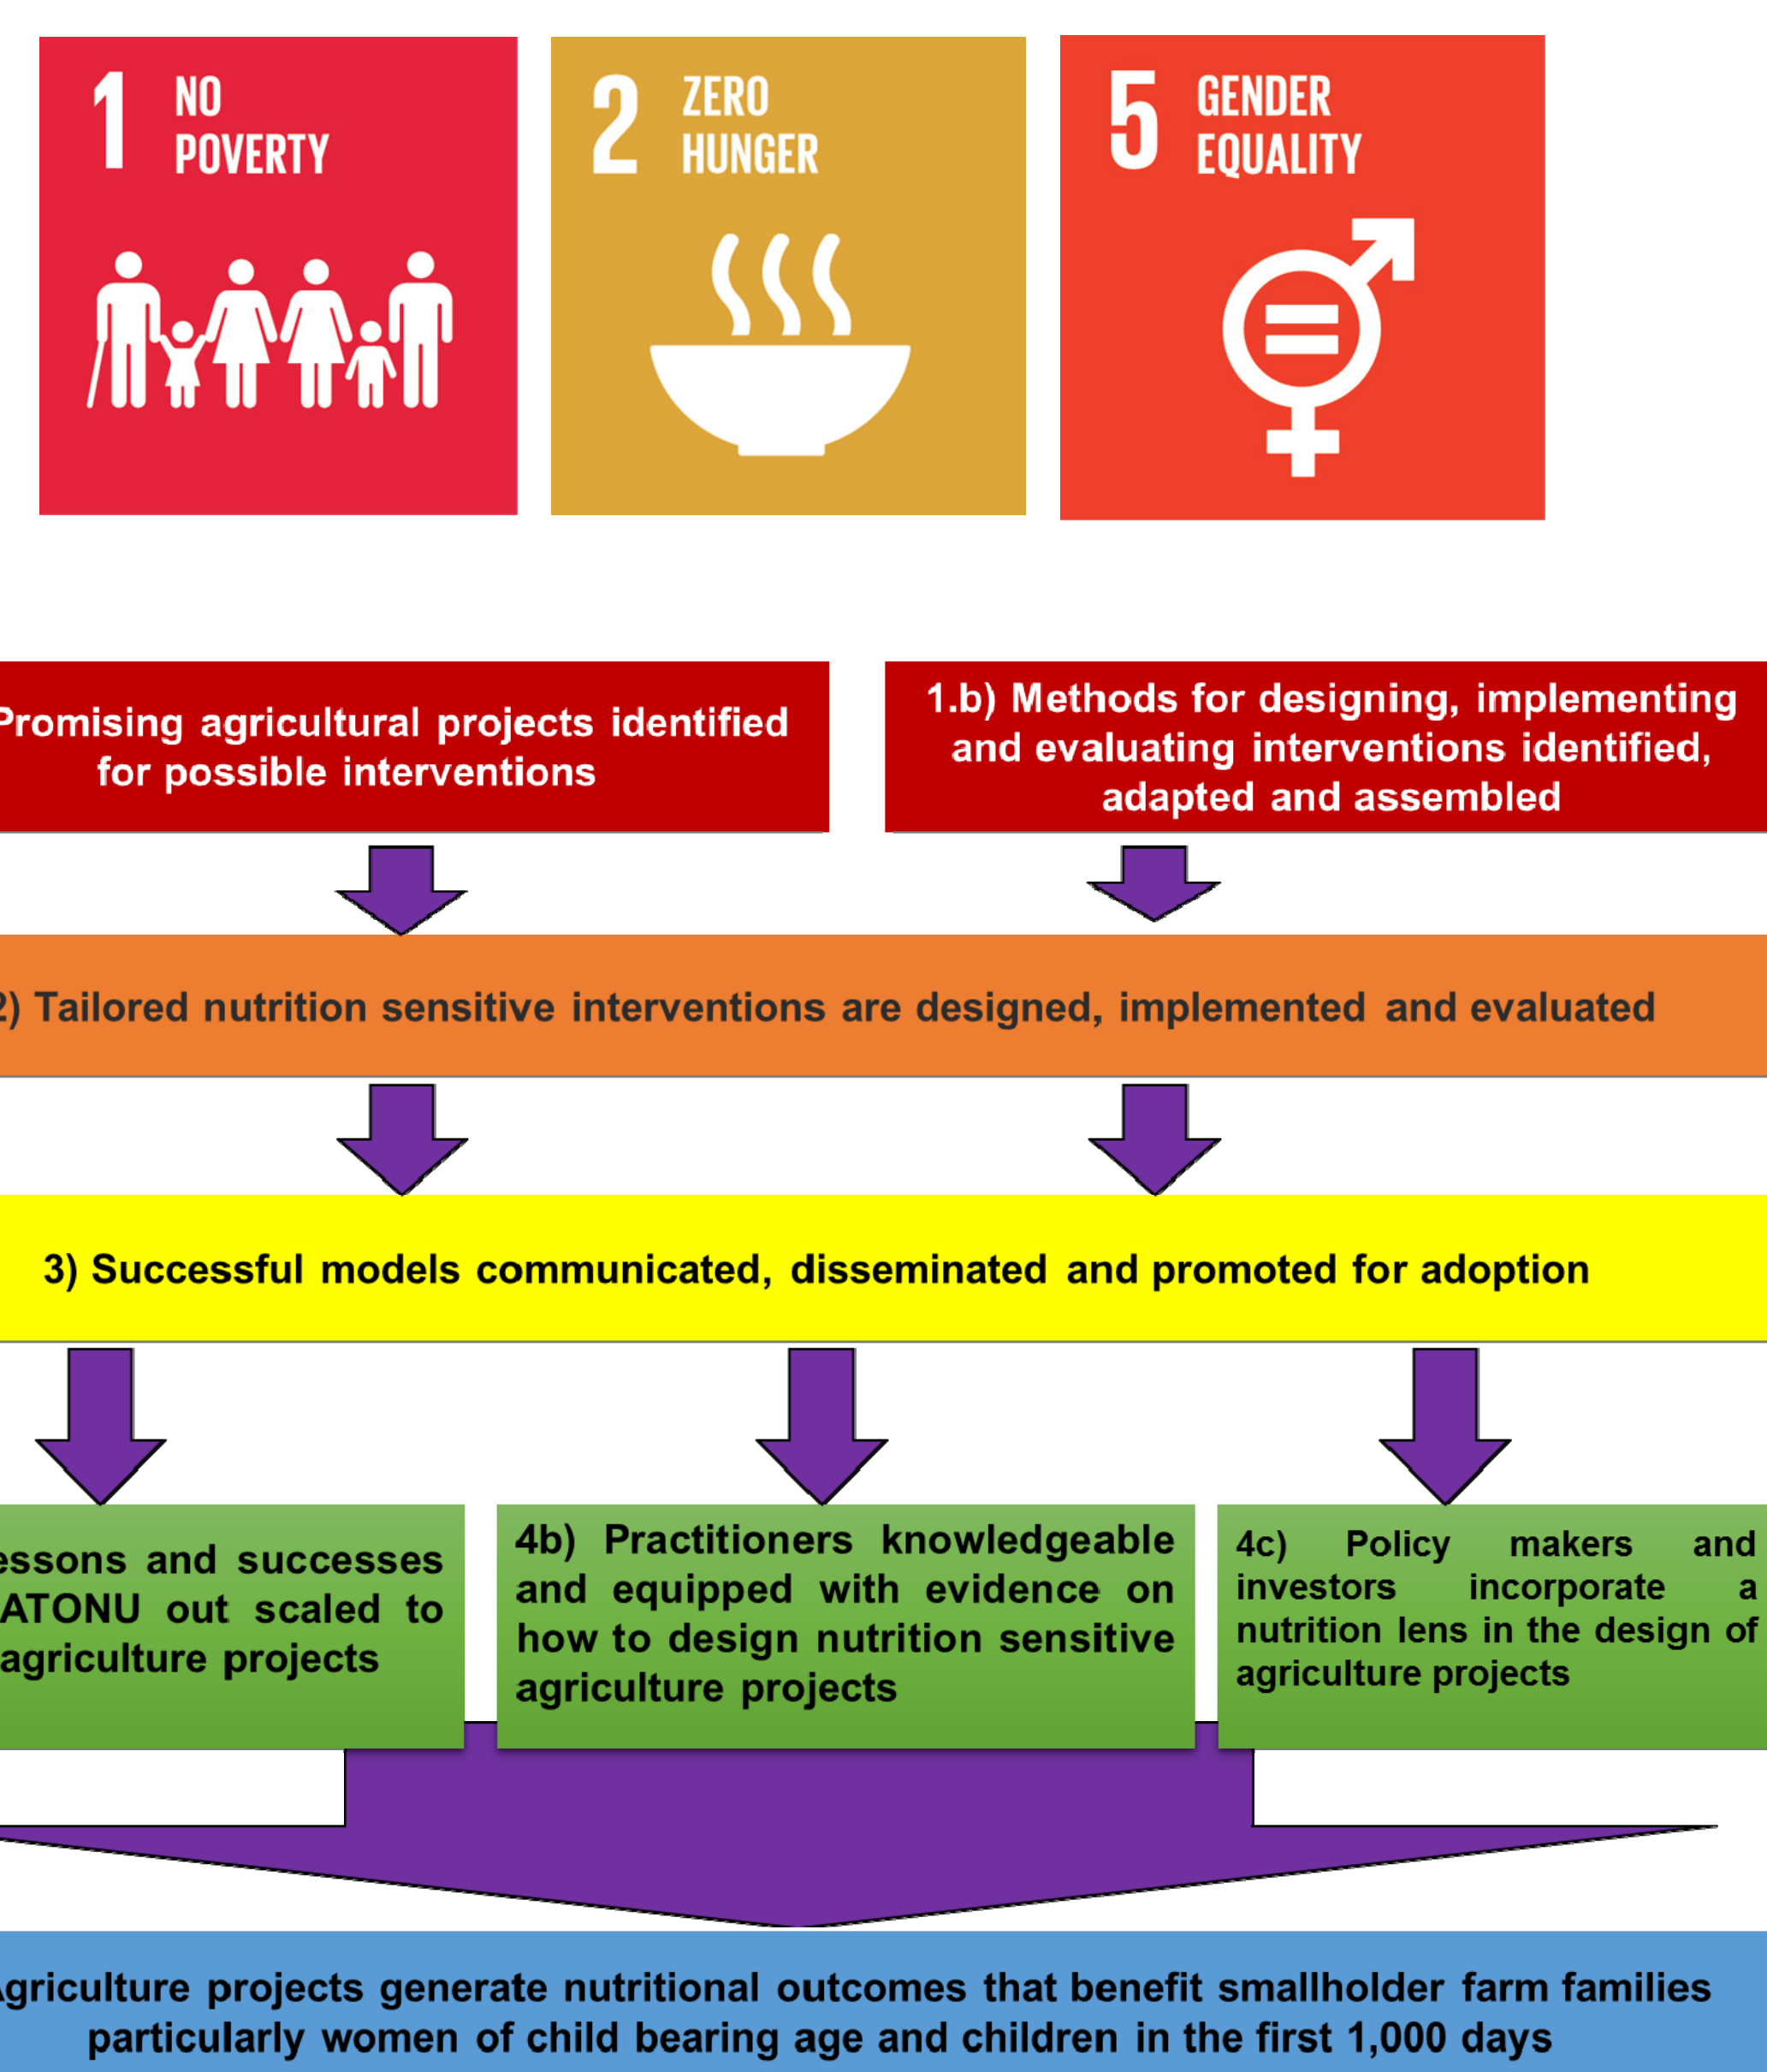 1 NO
POVERTY
2 ZERO
HUNGER
5 GENDER
EQUALITY
Promising agricultural projects identified
for possible interventions
1.b) Methods for designing, implementing
and evaluating interventions identified,
adapted and assembled
2) Tailored nutrition sensitive interventions are designed, implemented and evaluated
3) Successful models communicated, disseminated and promoted for adoption
essons and successes
ATONU out scaled to
agriculture projects
4b) Practitioners knowledgeable
and equipped with evidence on
how to design nutrition sensitive
agriculture projects
4c) Policy makers and
investors incorporate a
nutrition lens in the design of
agriculture projects
Agriculture projects generate nutritional outcomes that benefit smallholder farm families
particularly women of child bearing age and children in the first 1,000 days